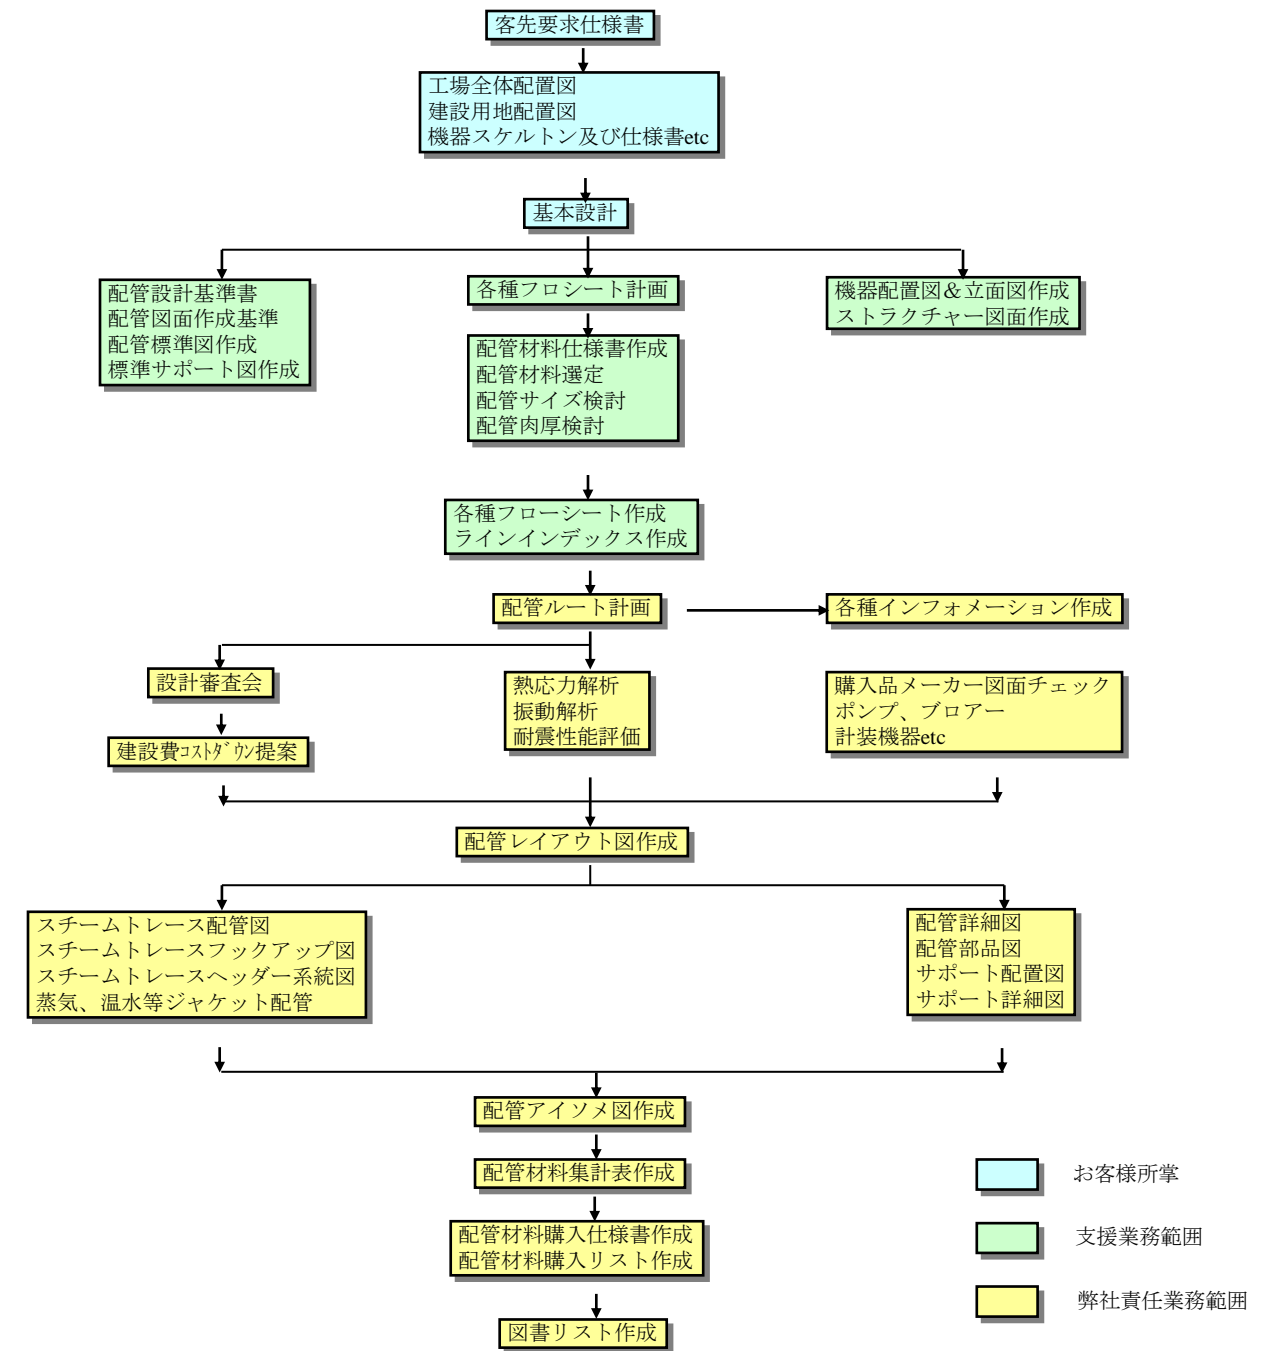 客先要求仕様書
工場全体配置図
建設用地配置図
機器スケルトン及び仕様書etc
基本設計
配管設計基準書
配管図面作成基準
配管標準図作成
標準サポート図作成
各種フロシート計画
機器配置図＆立面図作成
ストラクチャー図面作成
配管材料仕様書作成
配管材料選定
配管サイズ検討
配管肉厚検討
各種フローシート作成
ラインインデックス作成
配管ルート計画
各種インフォメーション作成
設計審査会
建設費ｺｽﾄﾀﾞｳﾝ提案
熱応力解析
振動解析
耐震性能評価
購入品メーカー図面チェック
ポンプ、ブロアー
計装機器etc
配管レイアウト図作成
スチームトレース配管図
スチームトレースフックアップ図
スチームトレースヘッダー系統図
蒸気、温水等ジャケット配管
配管詳細図
配管部品図
サポート配置図
サポート詳細図
配管アイソメ図作成
配管材料集計表作成
配管材料購入仕様書作成
配管材料購入リスト作成
図書リスト作成
お客様所掌
支援業務範囲
弊社責任業務範囲